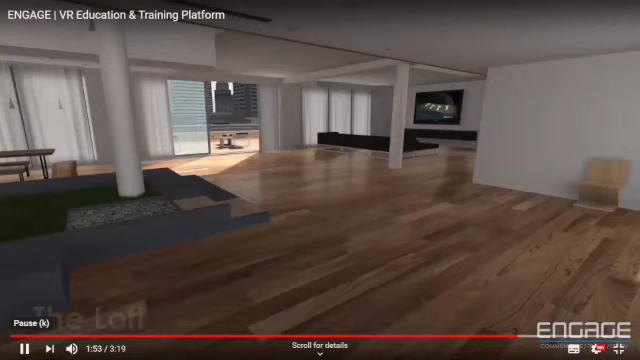 ENGAGE | VR Education & Training Platform
The Loft
Pause (k)
1:53 / 3:19
Scroll for details
ENGAGE